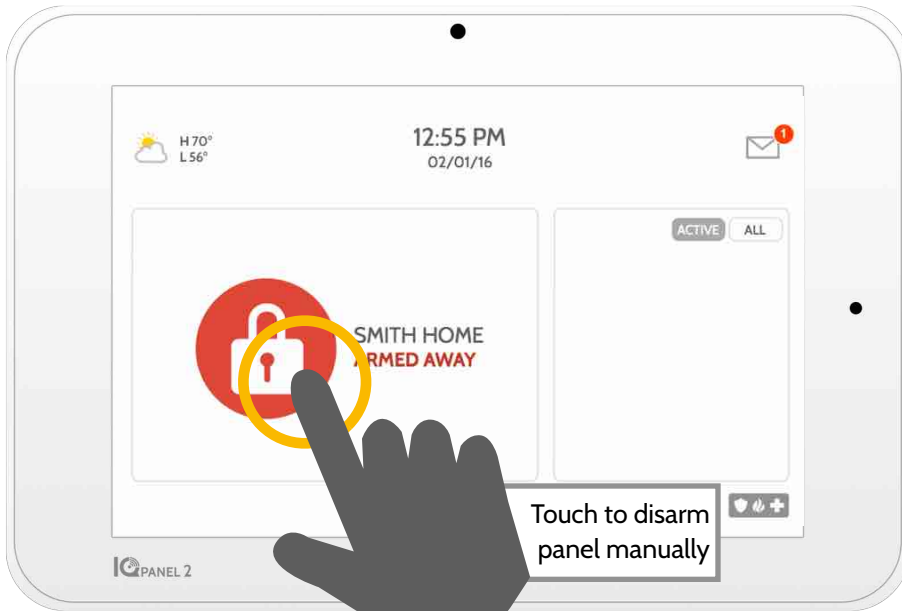 H 70°
L 56°
12:55 PM
02/01/16
1
ACTIVE
ALL
SMITH HOME
ARMED AWAY
Touch to disarm
panel manually
IQ PANEL 2